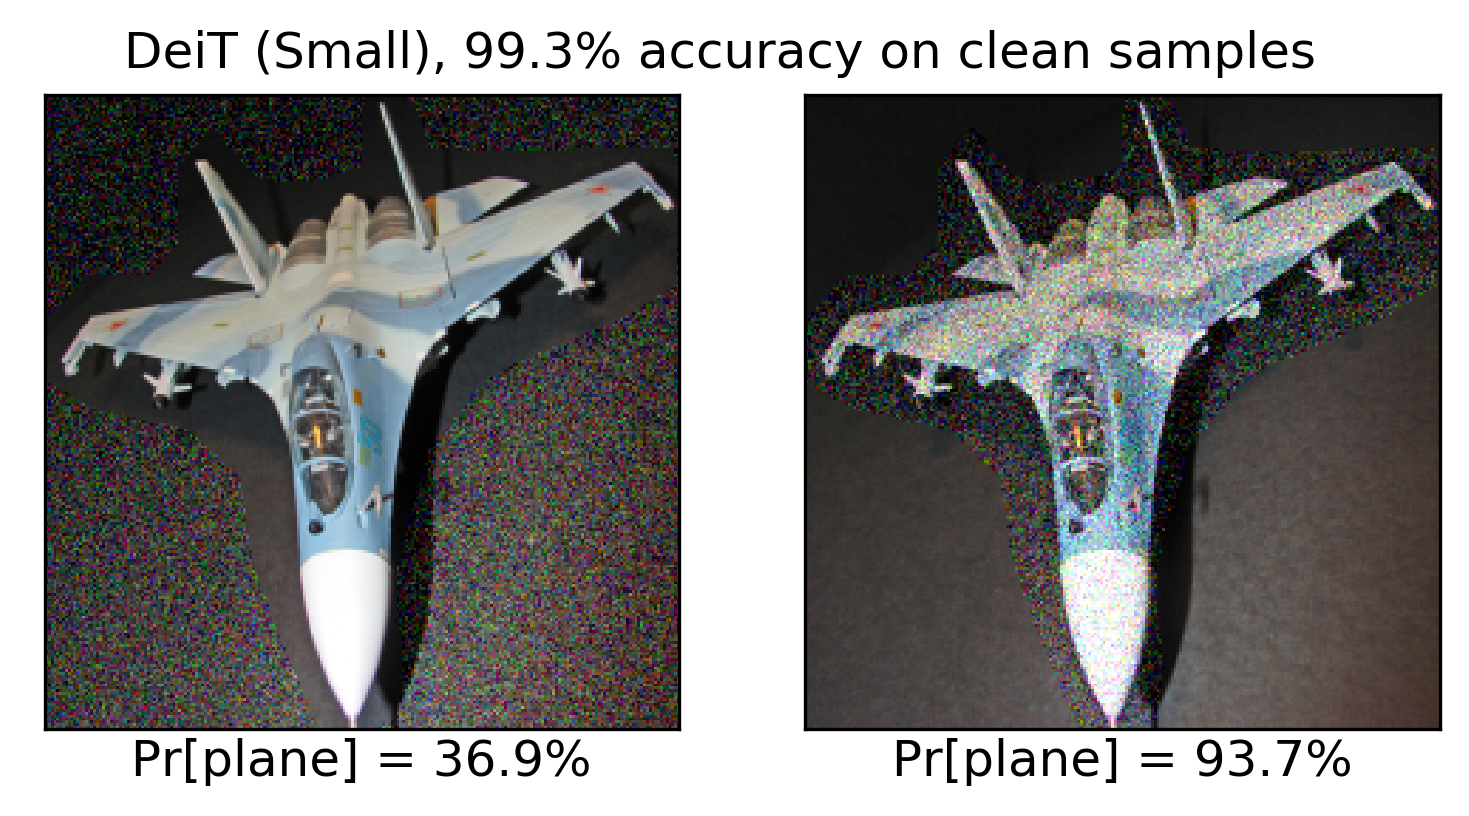 DeiT (Small), 99.3% accuracy on clean samples
Pr[plane] = 36.9%
Pr[plane] = 93.7%